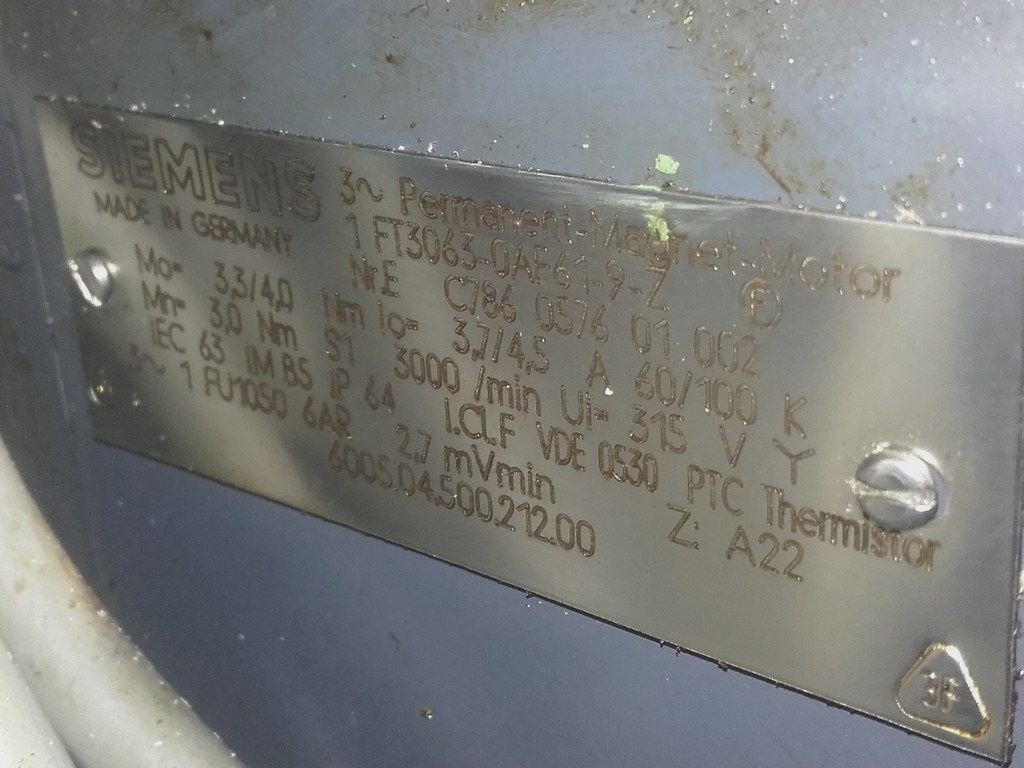 SIEMENS 3~ Permanent-Magnet-Motor
MADE IN GERMANY 1 FT3063-0AF61-9-Z
Nr.E C786 0576 01 002
Mo= 3,3/4,0 Nm Io= 3,7/4,5 A 60/100 K
Mn= 3,0 Nm S1 3000 /min Ui= 315 V Y
IEC 63 IM B5 IP 64 I.Cl.F VDE 0530 PTC Thermistor
3~ 1 FU1050 6AR 2,7 mVmin Z: A22
6005.04.500.212.00